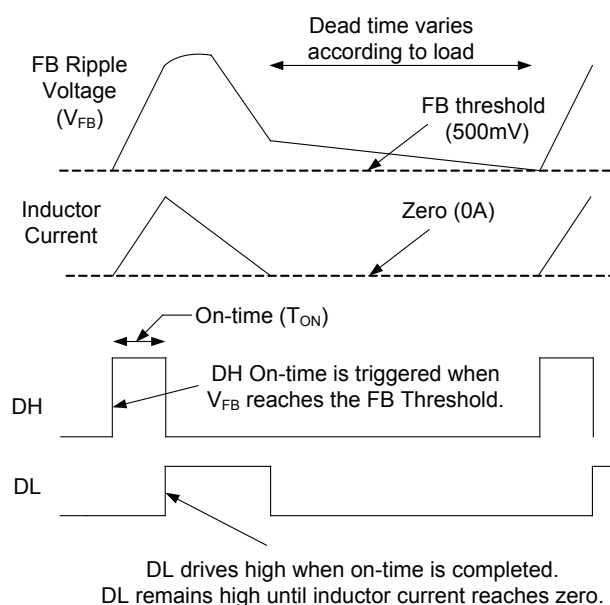 Dead time varies
according to load
FB Ripple
Voltage
(VFB)
FB threshold
(500mV)
Inductor
Current
Zero (0A)
On-time (TON)
DH On-time is triggered when
VFB reaches the FB Threshold.
DH
DL
DL drives high when on-time is completed.
DL remains high until inductor current reaches zero.